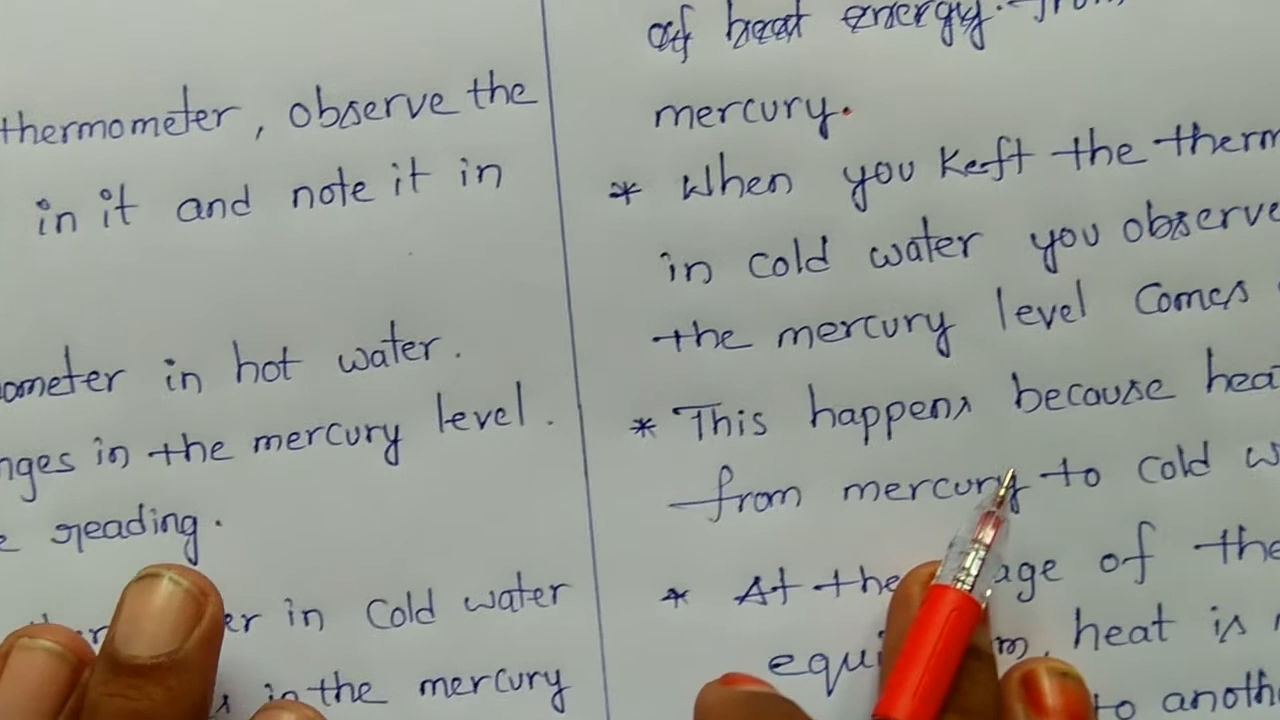 thermometer, observe the
in it and note it in
ometer in hot water.
nges in the mercury level.
e reading.
er in cold water
in the mercury
of heat energy. from
mercury.
* When you keft the therm
in cold water you observe
the mercury level comes
* This happens because hea
from mercury to cold w
* At the age of the
equi m, heat is
to anoth